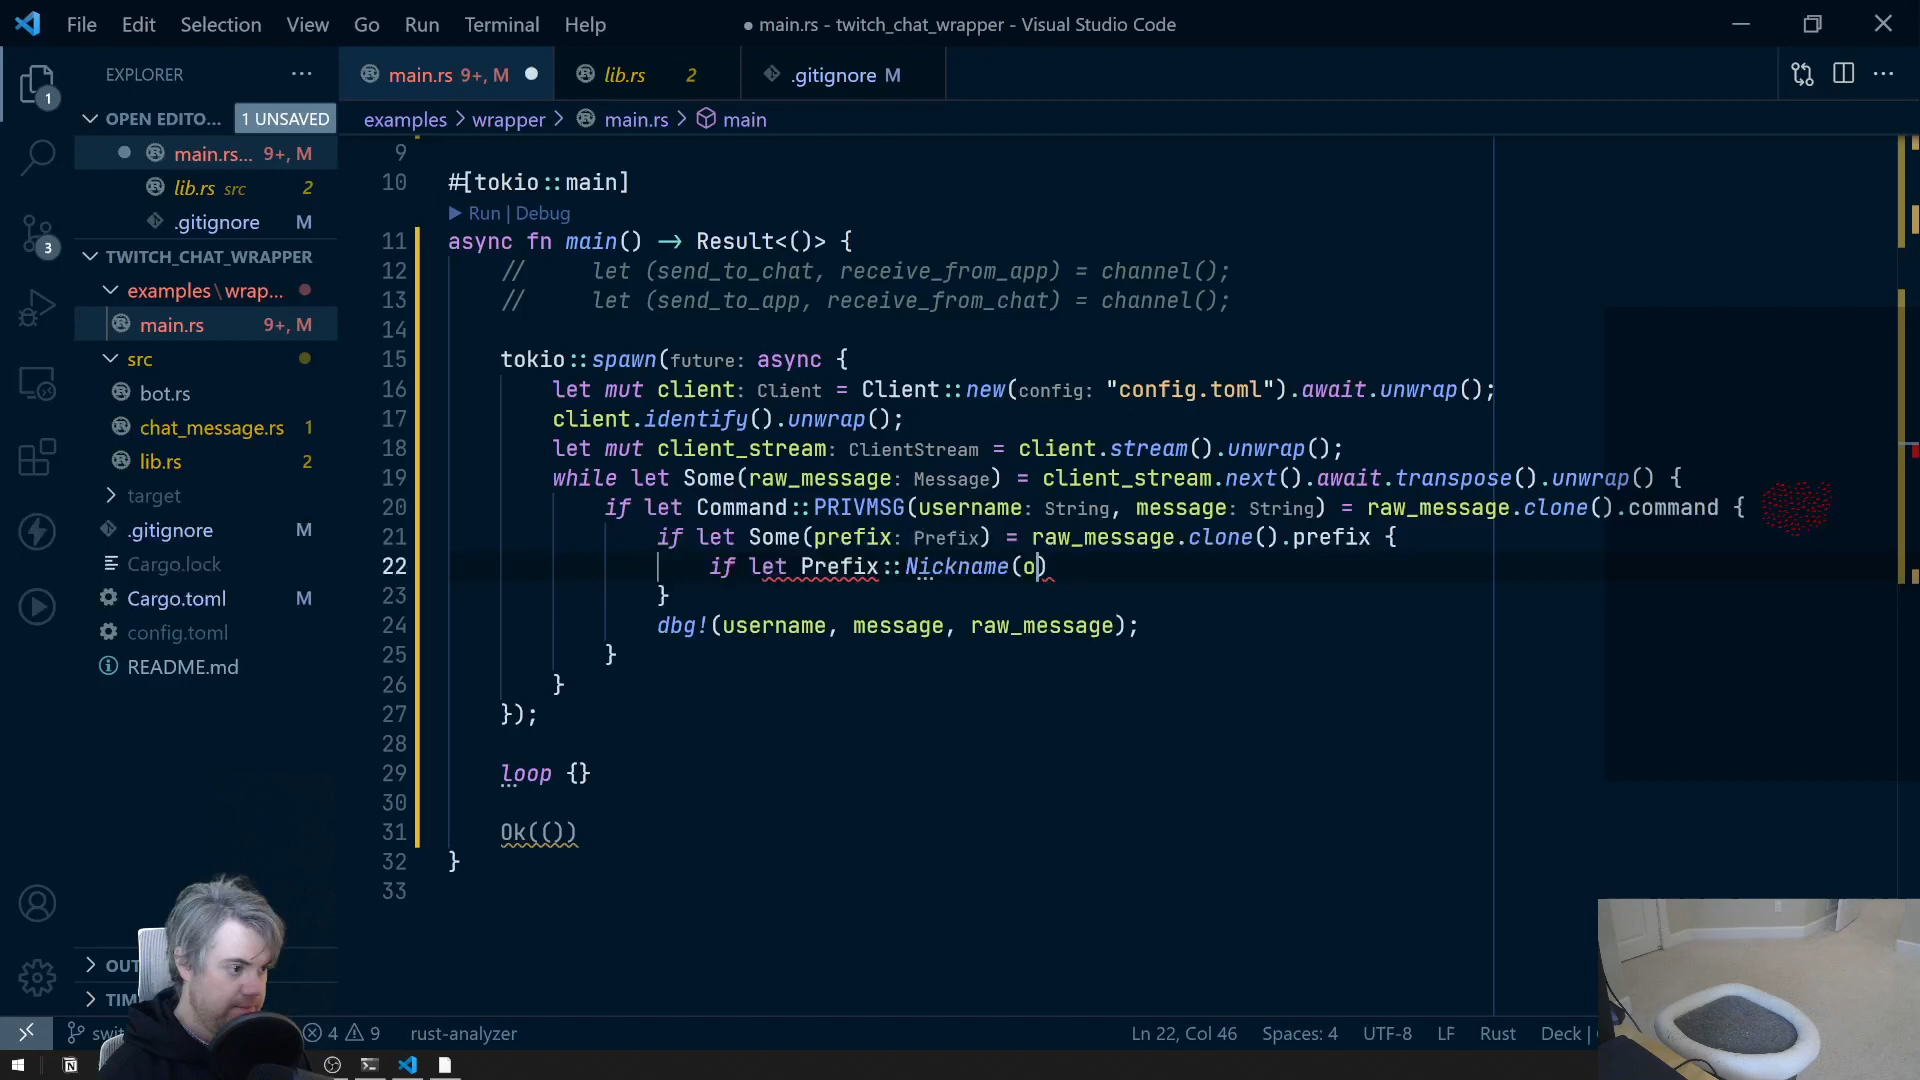 File Edit Selection View Go Run Terminal Help
main.rs - twitch_chat_wrapper - Visual Studio Code
EXPLORER
1
main.rs 9+, M
lib.rs 2
.gitignore M
OPEN EDITO... 1 UNSAVED
examples > wrapper > main.rs > main
main.rs... 9+, M
lib.rs src 2
.gitignore M
3
TWITCH_CHAT_WRAPPER
examples\wrap...
main.rs 9+, M
src
bot.rs
chat_message.rs 1
lib.rs 2
target
.gitignore M
Cargo.lock
Cargo.toml M
config.toml
README.md
9
10 #[tokio::main]
Run | Debug
11 async fn main() -> Result<()> {
12 // let (send_to_chat, receive_from_app) = channel();
13 // let (send_to_app, receive_from_chat) = channel();
14
15 tokio::spawn(future: async {
16 let mut client: Client = Client::new(config: "config.toml").await.unwrap();
17 client.identify().unwrap();
18 let mut client_stream: ClientStream = client.stream().unwrap();
19 while let Some(raw_message: Message) = client_stream.next().await.transpose().unwrap() {
20 if let Command::PRIVMSG(username: String, message: String) = raw_message.clone().command {
21 if let Some(prefix: Prefix) = raw_message.clone().prefix {
22 if let Prefix::Nickname(o)
23 }
24 dbg!(username, message, raw_message);
25 }
26 }
27 });
28
29 loop {}
30
31 Ok(())
32 }
33
OUT
TIM
swi
4 9
rust-analyzer
Ln 22, Col 46
Spaces: 4
UTF-8
LF
Rust
Deck |